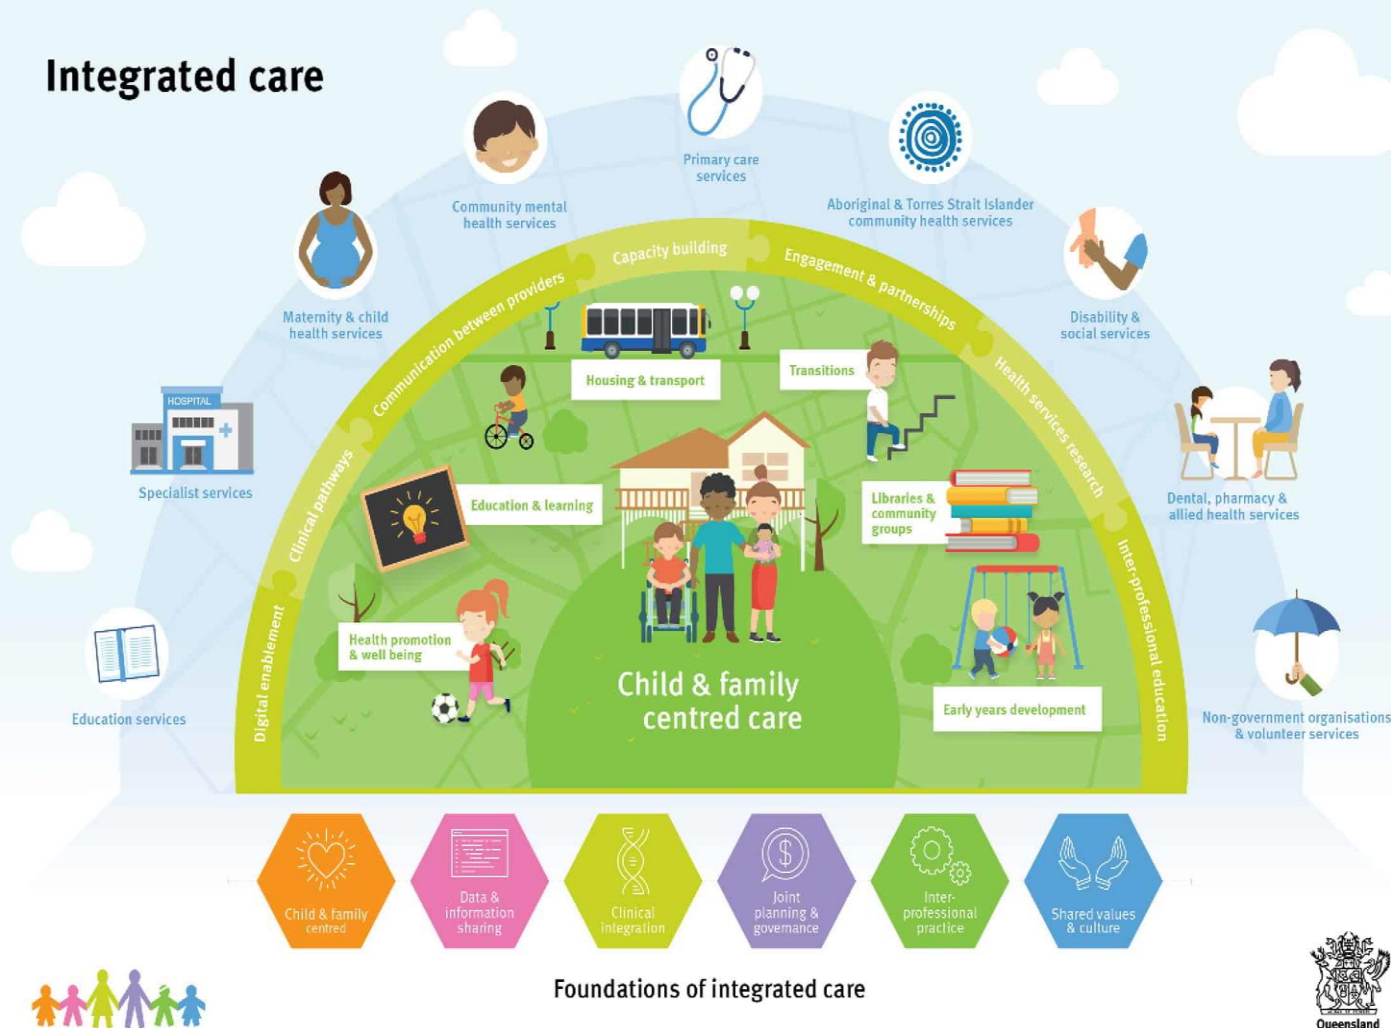 Integrated care
Primary care
services
Community mental
health services
Aboriginal & Torres Strait Islander
community health services
Maternity & child
health services
Disability &
social services
HOSPITAL
Specialist services
Dental, pharmacy &
allied health services
Education services
Non-government organisations
& volunteer services
Digital enablement
Clinical pathways
Communication between providers
Capacity building
Engagement & partnerships
Health services research
Inter-professional education
Housing & transport
Transitions
Education & learning
Libraries &
community
groups
Health promotion
& well being
Early years development
Child & family
centred care
Child & family
centred
Data &
information
sharing
Clinical
integration
$
Joint
planning &
governance
Inter-
professional
practice
Shared values
& culture
Foundations of integrated care
Queensland